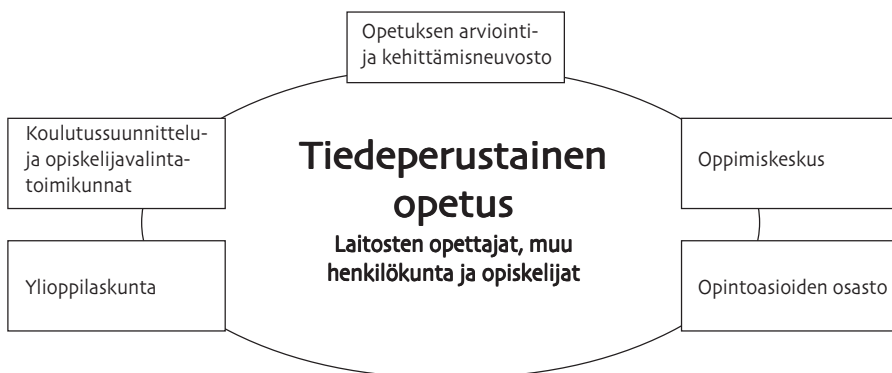 Opetuksen arviointi-
ja kehittämisneuvosto
Koulutussuunnittelu-
ja opiskelijavalinta-
toimikunnat
Tiedeperustainen
opetus
Laitosten opettajat, muu
henkilökunta ja opiskelijat
Oppimiskeskus
Ylioppilaskunta
Opintoasioiden osasto